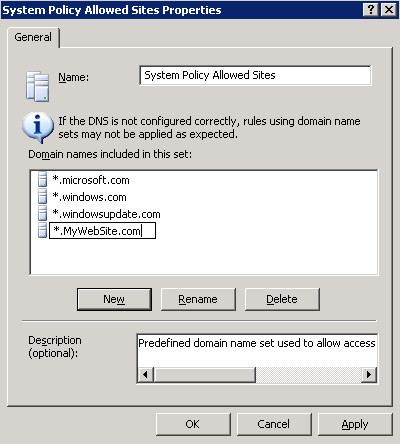 System Policy Allowed Sites Properties
General
Name:
System Policy Allowed Sites
If the DNS is not configured correctly, rules using domain name
sets may not be applied as expected.
Domain names included in this set:
*.microsoft.com
*.windows.com
*.windowsupdate.com
*.MyWebSite.com
New Rename Delete
Description
(optional):
Predefined domain name set used to allow access
OK Cancel Apply